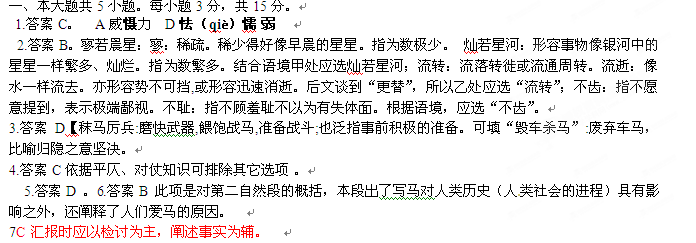 一、本大题共 5 小题。每小题 3 分，共 15 分。
1.答案 C。 A 威慑力 D 怯（qiè）懦 弱
2.答案 B。寥若晨星：寥：稀疏。稀少得好像早晨的星星。指为数极少。 灿若星河：形容事物像银河中的
星星一样繁多、灿烂。指为数繁多。结合语境甲处应选灿若星河；流转：流落转徙或流通周转。流逝：像
水一样流去。亦形容势不可挡,或形容迅速消逝。后文谈到“更替”，所以乙处应选“流转”；不齿：指不愿
意提到，表示极端鄙视。不耻：指不顾羞耻不以为有失体面。根据语境，应选“不齿”。
3.答案 D【秣马厉兵:磨快武器,餵饱战马,准备战斗;也泛指事前积极的准备。可填“毁车杀马”:废弃车马，
比喻归隐之意坚决。
4.答案 C 依据平仄、对仗知识可排除其它选项 。
5.答案 D 。6.答案 B 此项是对第二自然段的概括，本段出了写马对人类历史（人类社会的进程）具有影
响之外，还阐释了人们爱马的原因。
7C 汇报时应以检讨为主，阐述事实为辅。